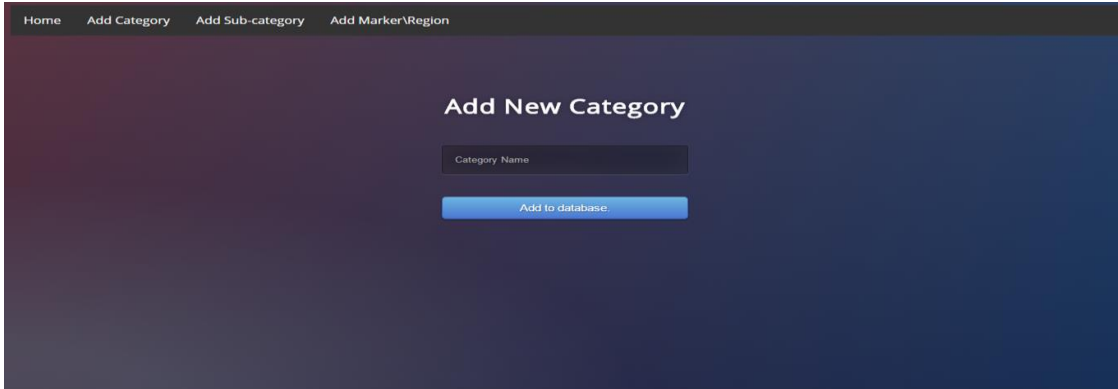 Home Add Category Add Sub-category Add Marker\Region
Add New Category
Category Name
Add to database.